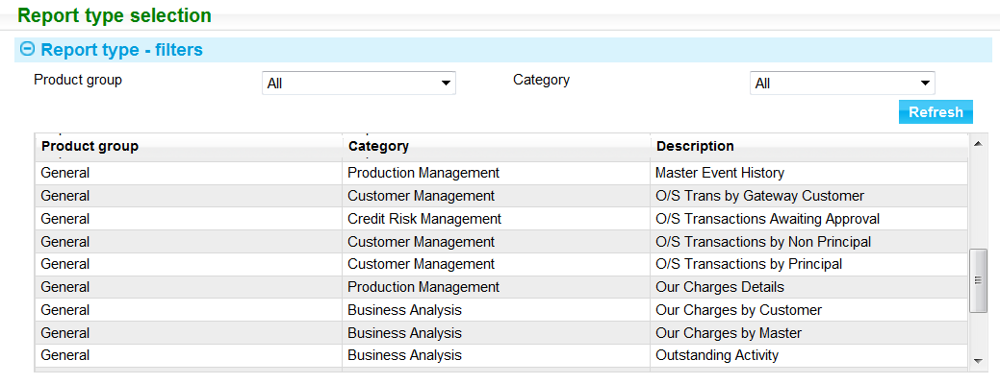 Report type selection
Report type - filters
Product group All Category All
Refresh
Product group Category Description
General Production Management Master Event History
General Customer Management O/S Trans by Gateway Customer
General Credit Risk Management O/S Transactions Awaiting Approval
General Customer Management O/S Transactions by Non Principal
General Customer Management O/S Transactions by Principal
General Production Management Our Charges Details
General Business Analysis Our Charges by Customer
General Business Analysis Our Charges by Master
General Business Analysis Outstanding Activity